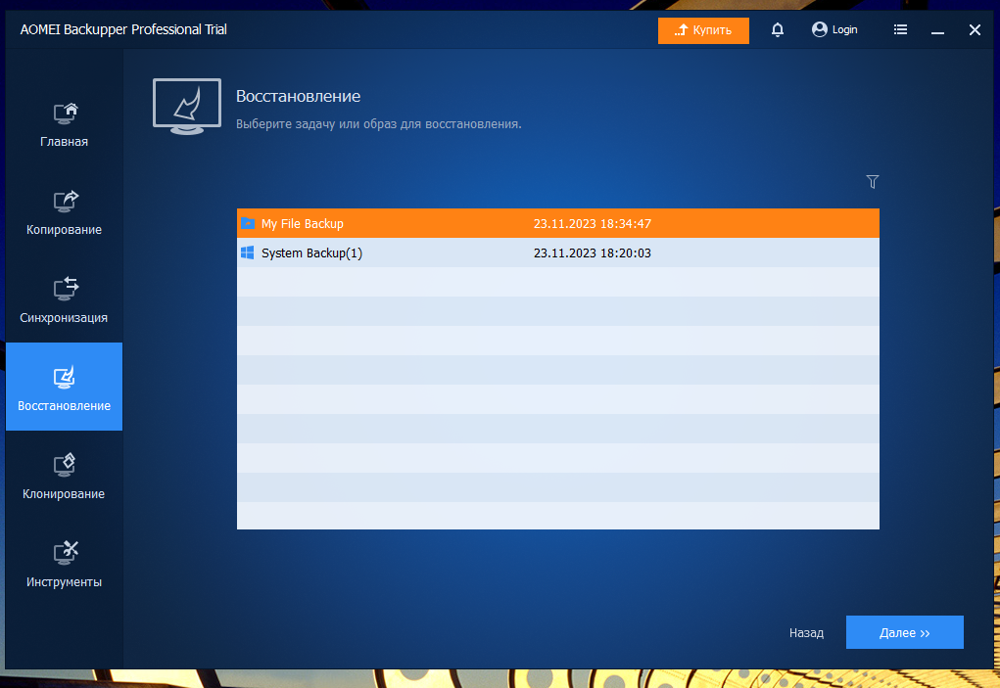 AOMEI Backupper Professional Trial
Купить
Login
Главная
Копирование
Синхронизация
Восстановление
Клонирование
Инструменты
Восстановление
Выберите задачу или образ для восстановления.
My File Backup 23.11.2023 18:34:47
System Backup(1) 23.11.2023 18:20:03
Назад
Далее >>